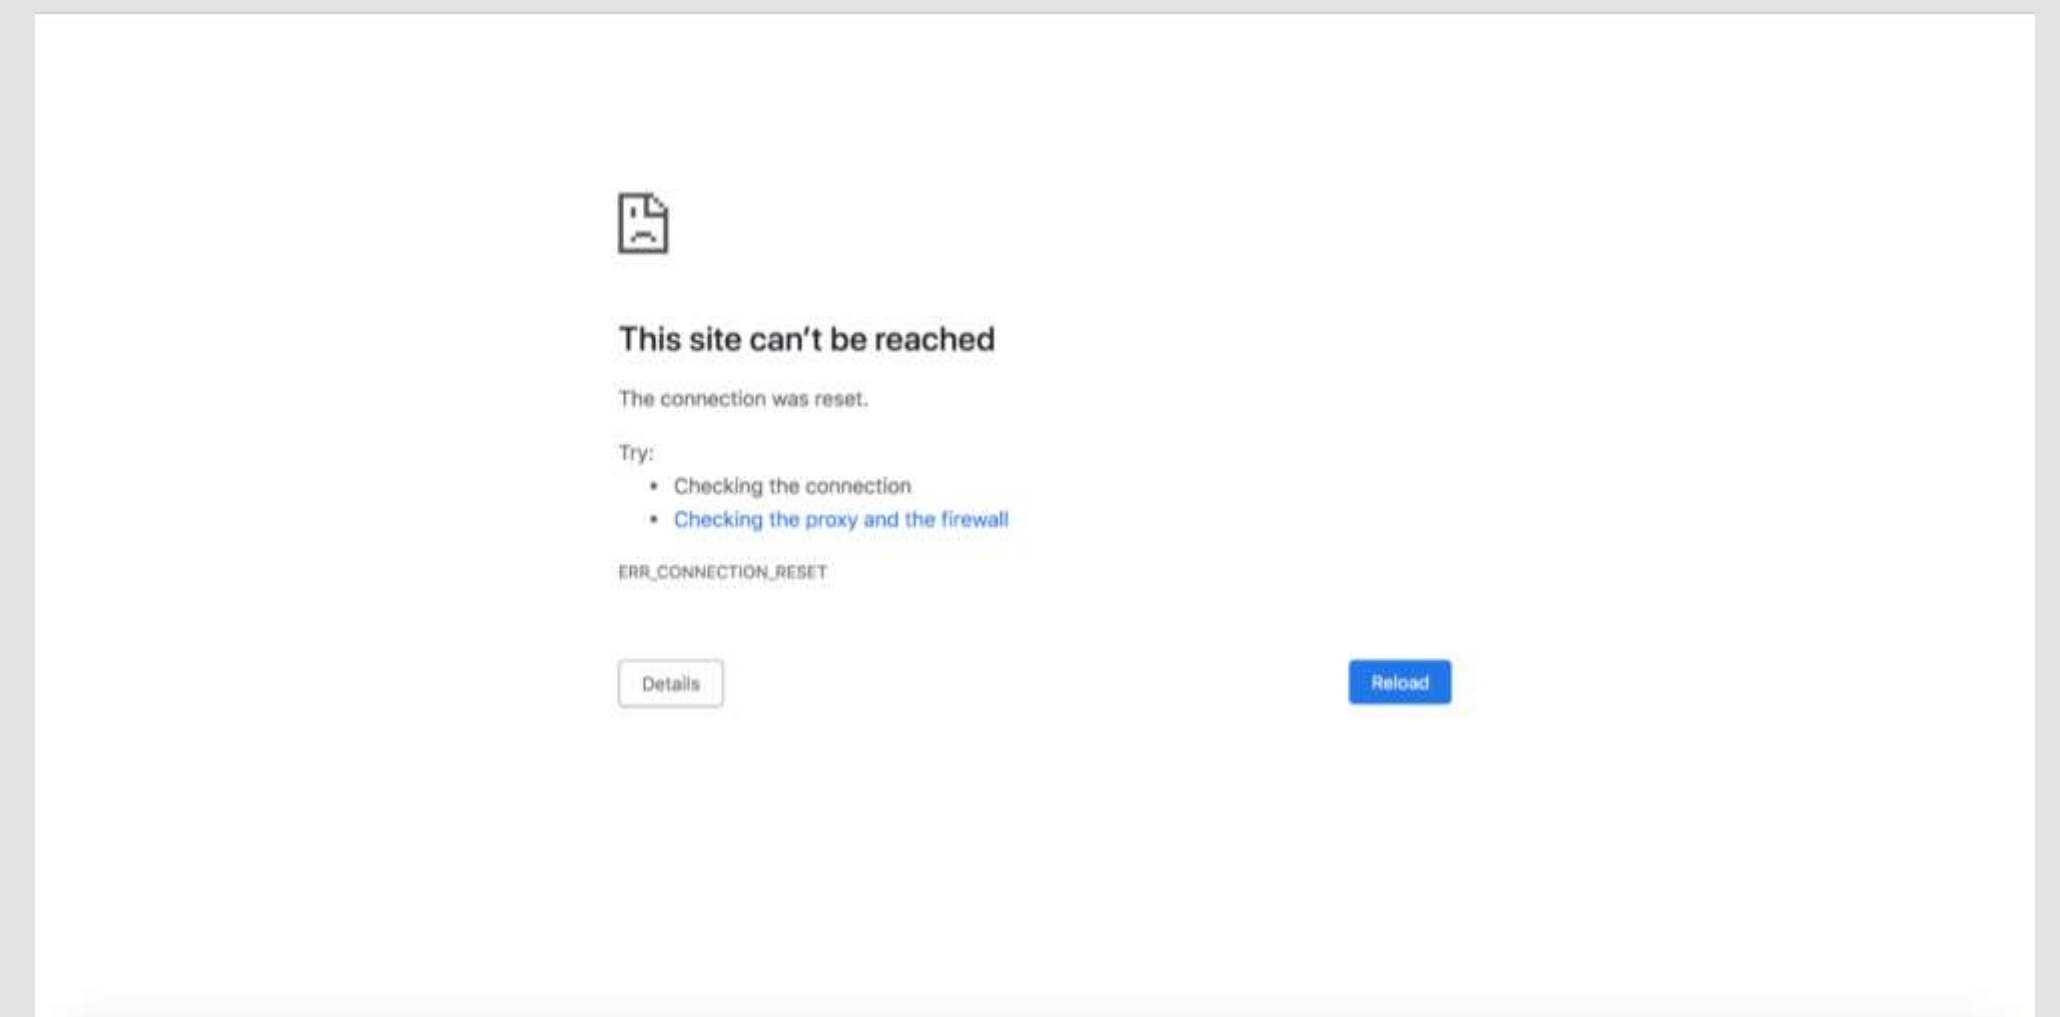 This site can’t be reached
The connection was reset.
Try:
• Checking the connection
• Checking the proxy and the firewall
ERR_CONNECTION_RESET
Details
Reload